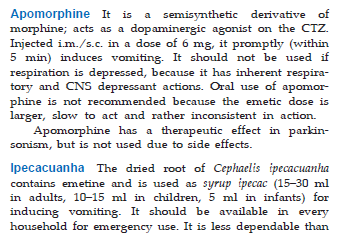 Apomorphine It is a semisynthetic derivative of
morphine; acts as a dopaminergic agonist on the CTZ.
Injected i.m./s.c. in a dose of 6 mg, it promptly (within
5 min) induces vomiting. It should not be used if
respiration is depressed, because it has inherent respira-
tory and CNS depressant actions. Oral use of apomor-
phine is not recommended because the emetic dose is
larger, slow to act and rather inconsistent in action.
Apomorphine has a therapeutic effect in parkin-
sonism, but is not used due to side effects.
Ipecacuanha The dried root of Cephaelis ipecacuanha
contains emetine and is used as syrup ipecac (15–30 ml
in adults, 10–15 ml in children, 5 ml in infants) for
inducing vomiting. It should be available in every
household for emergency use. It is less dependable than